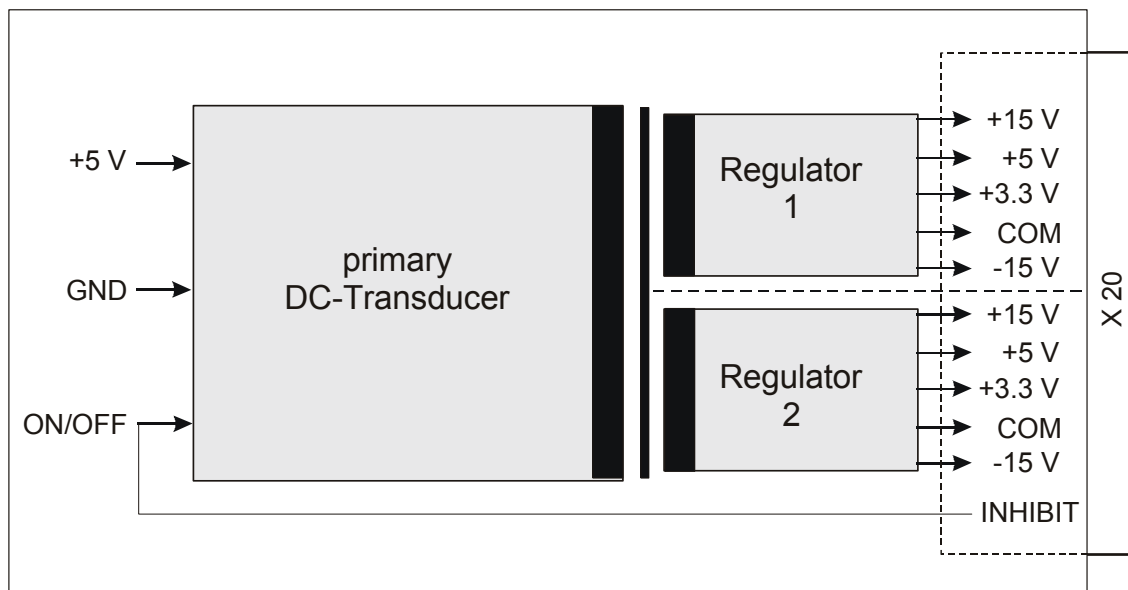 +5 V
GND
ON/OFF
primary
DC-Transducer
Regulator
1
+15 V
+5 V
+3.3 V
COM
-15 V
Regulator
2
+15 V
+5 V
+3.3 V
COM
-15 V
INHIBIT
X 20